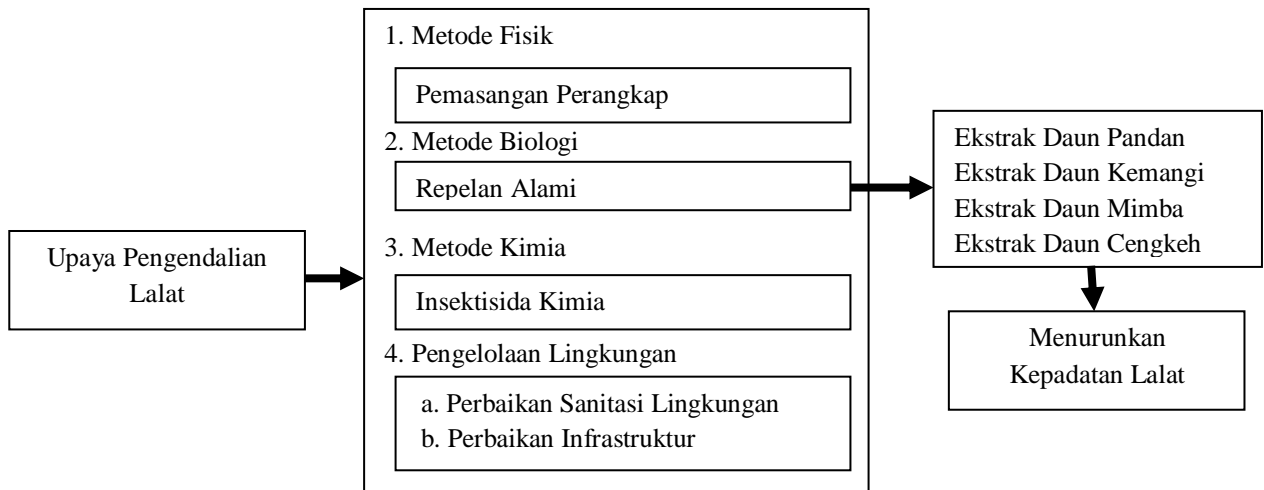 Upaya Pengendalian
Lalat
1. Metode Fisik
Pemasangan Perangkap
2. Metode Biologi
Repelan Alami
3. Metode Kimia
Insektisida Kimia
4. Pengelolaan Lingkungan
a. Perbaikan Sanitasi Lingkungan
b. Perbaikan Infrastruktur
Ekstrak Daun Pandan
Ekstrak Daun Kemangi
Ekstrak Daun Mimba
Ekstrak Daun Cengkeh
Menurunkan
Kepadatan Lalat